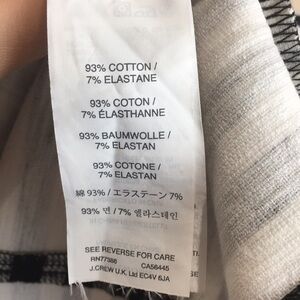 93% COTTON /
7% ELASTANE
93% COTON /
7% ÉLASTHANNE
93% BAUMWOLLE /
7% ELASTAN
93% COTONE /
7% ELASTAN
綿 93% / エラステーン 7%
93% 면 / 7% 엘라스테인
SEE REVERSE FOR CARE
RN77388 CA56445
J.CREW U.K. Ltd EC4V 6JA